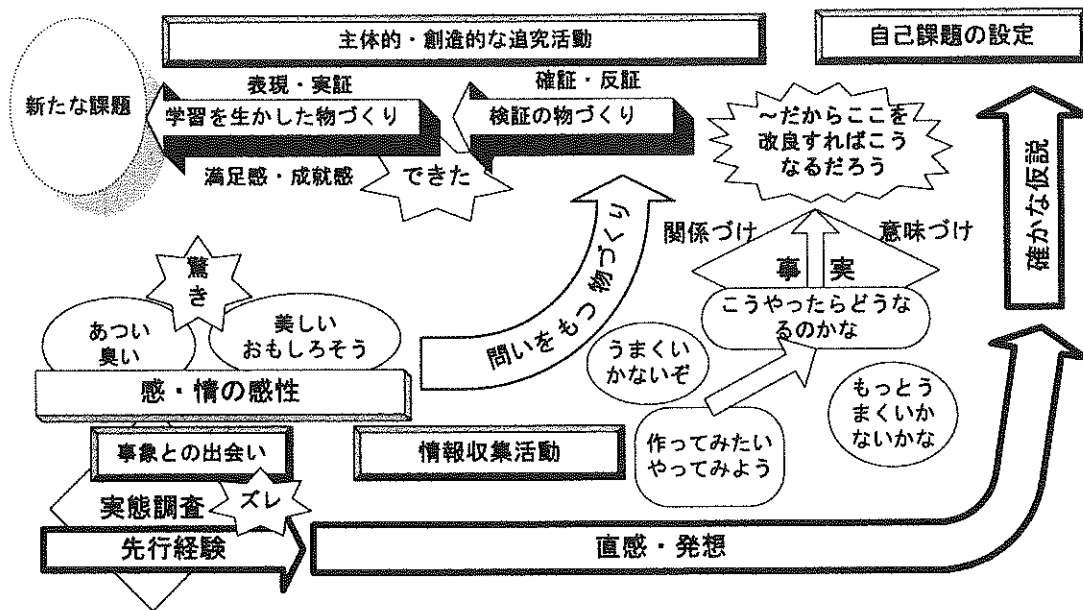 主体的・創造的な追究活動
自己課題の設定
表現・実証
確証・反証
新たな課題
学習を生かした物づくり
検証の物づくり
～だからここを
改良すればこう
なるだろう
満足感・成就感
できた
関係づけ
意味づけ
確かな仮説
驚き
事 実
問いをもつ物づくり
こうやったらどうな
るのかな
あつい
臭い
美しい
おもしろそう
うまくい
かないぞ
感・情の感性
もっとう
まくいか
ないかな
事象との出会い
情報収集活動
作ってみたい
やってみよう
実態調査
ズレ
先行経験
直感・発想